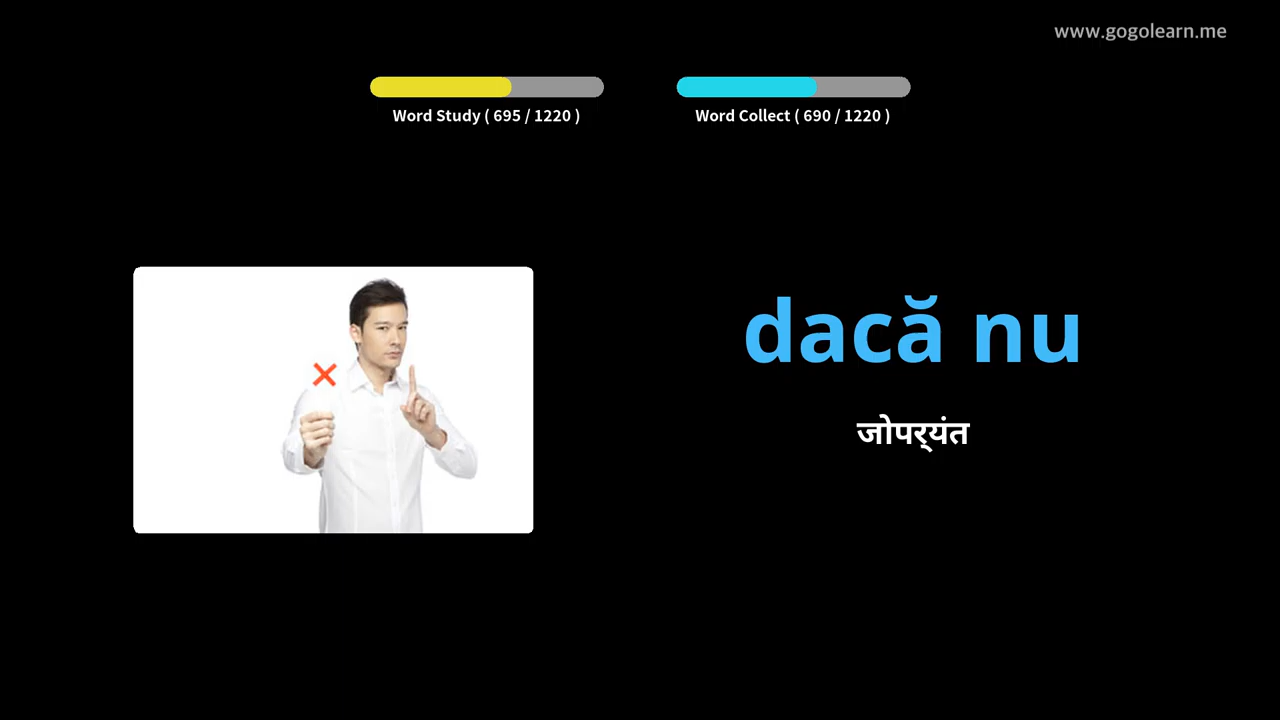 www.gogolearn.me
Word Study ( 695 / 1220 )
Word Collect ( 690 / 1220 )
dacă nu
जोपर्यंत